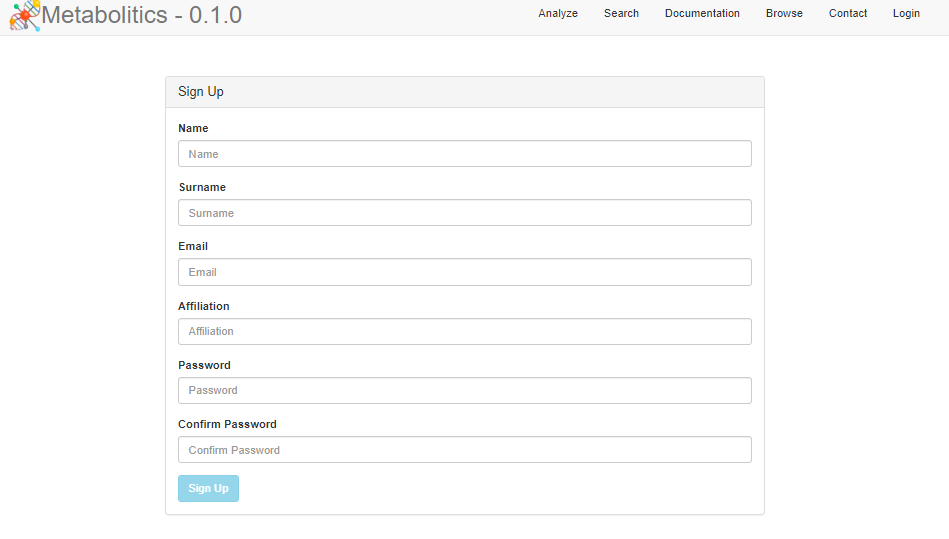 Metabolitics - 0.1.0
Analyze Search Documentation Browse Contact Login
Sign Up
Name
Name
Surname
Surname
Email
Email
Affiliation
Affiliation
Password
Password
Confirm Password
Confirm Password
Sign Up